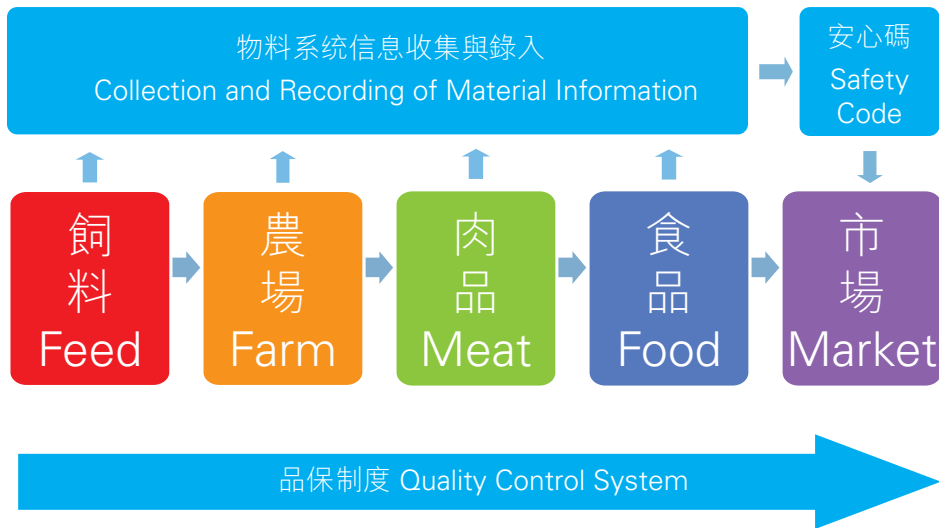 物料系统信息收集與錄入
Collection and Recording of Material Information
安心碼
Safety
Code
飼
料
Feed
農
場
Farm
肉
品
Meat
食
品
Food
市
場
Market
品保制度 Quality Control System